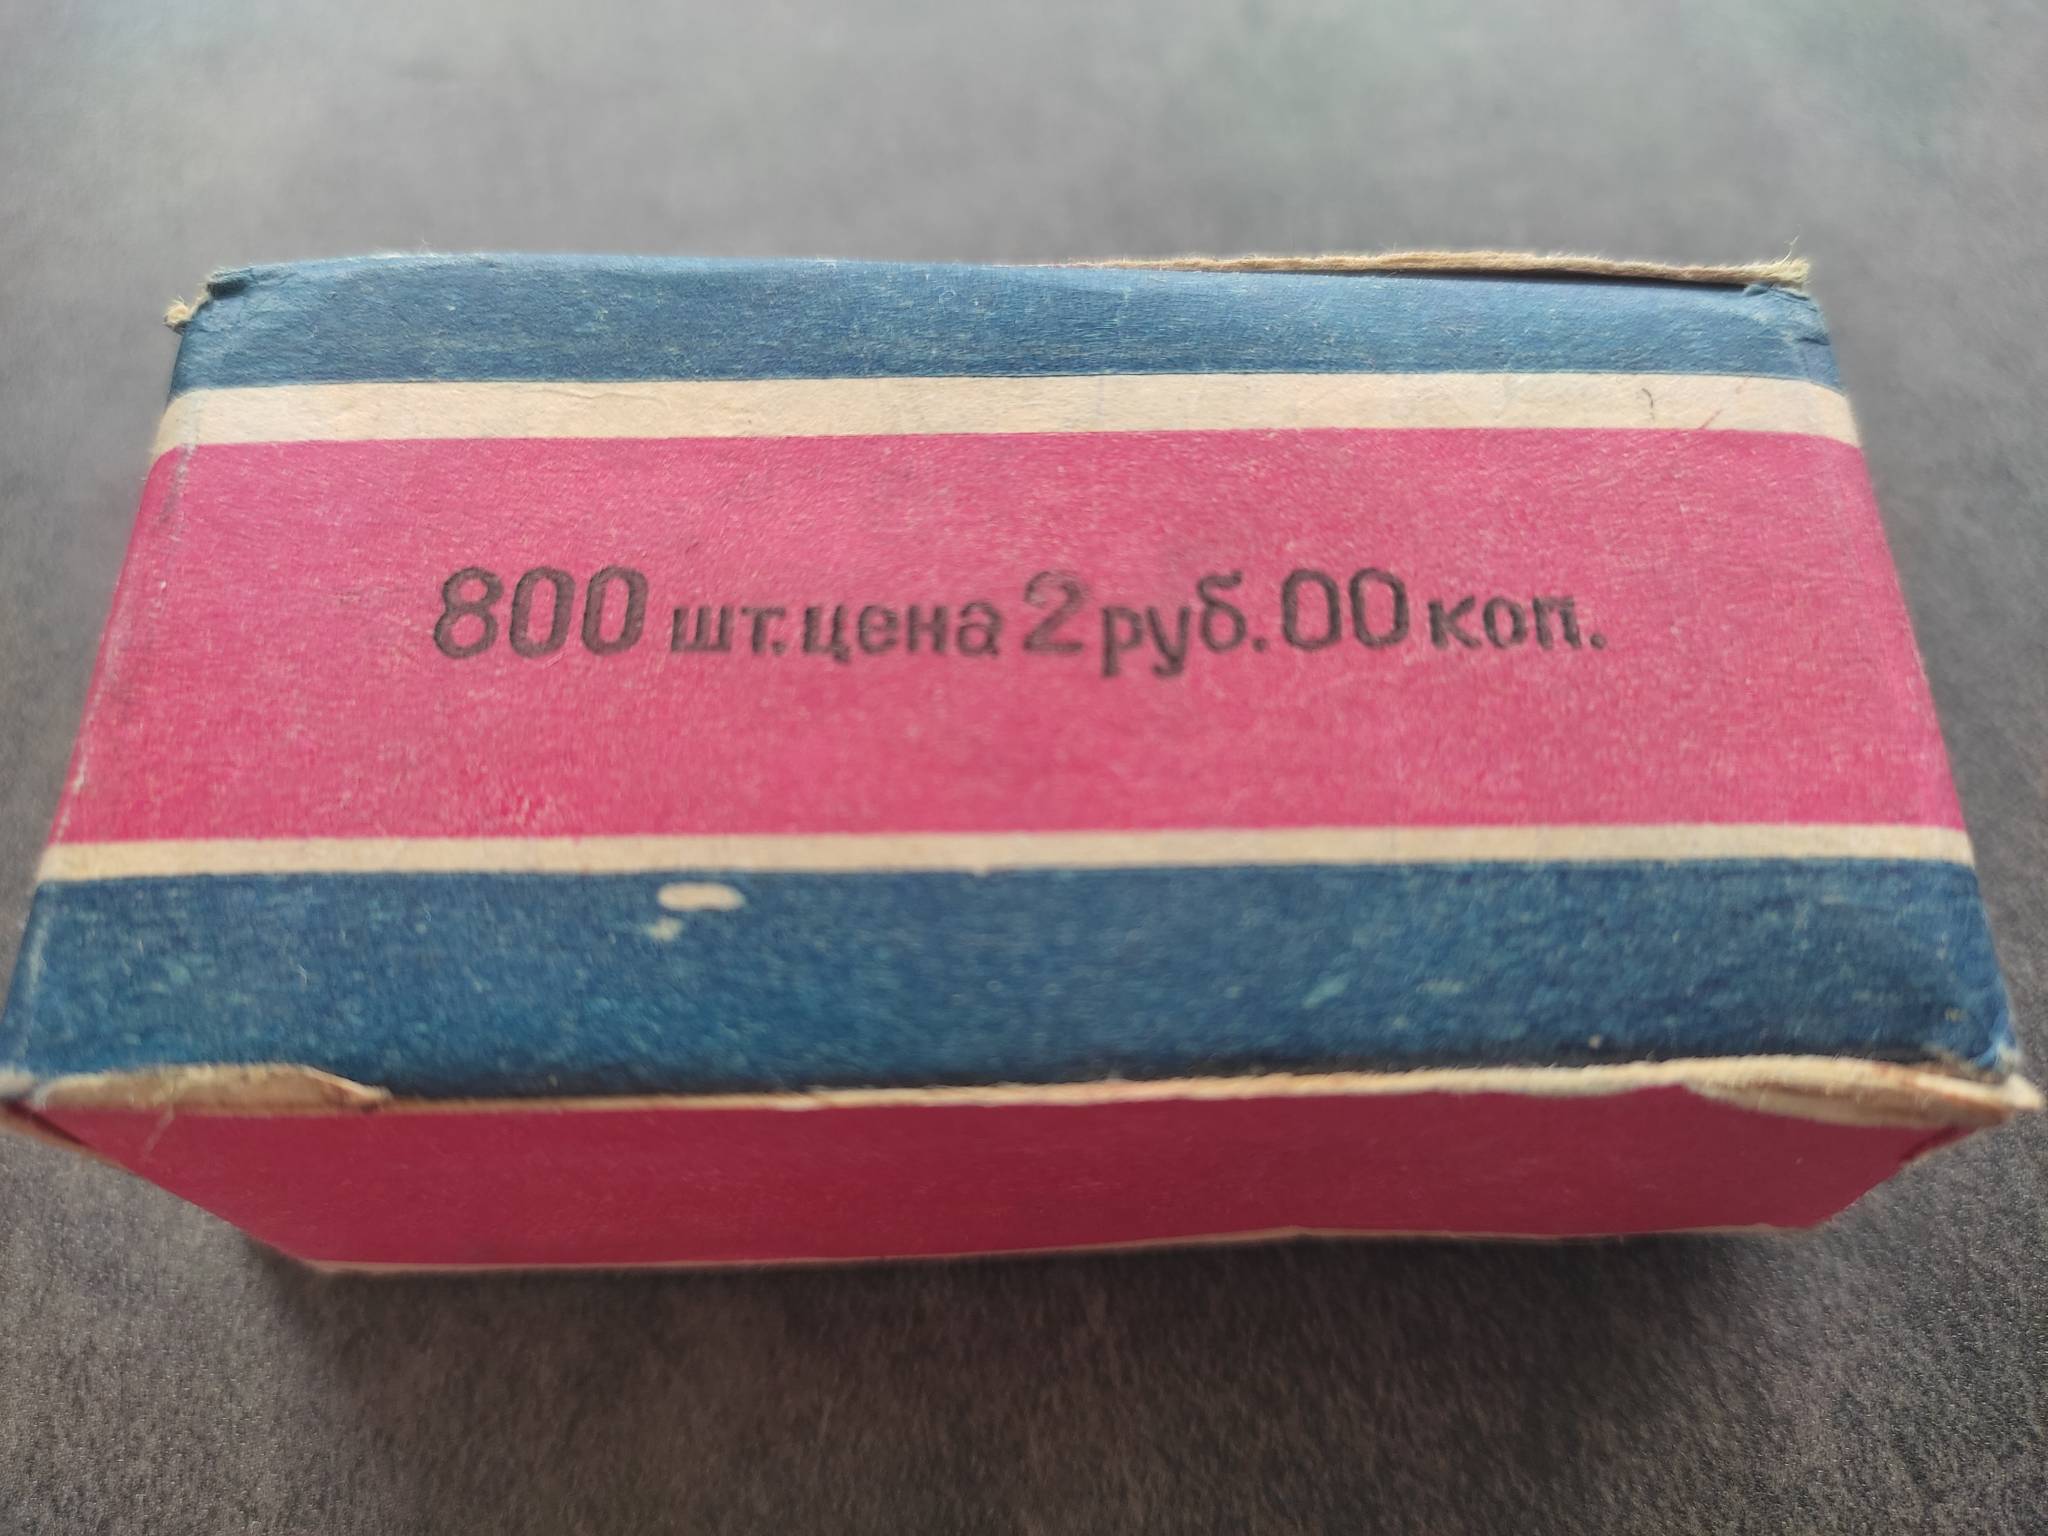 800 шт. цена 2 руб. 00 коп.